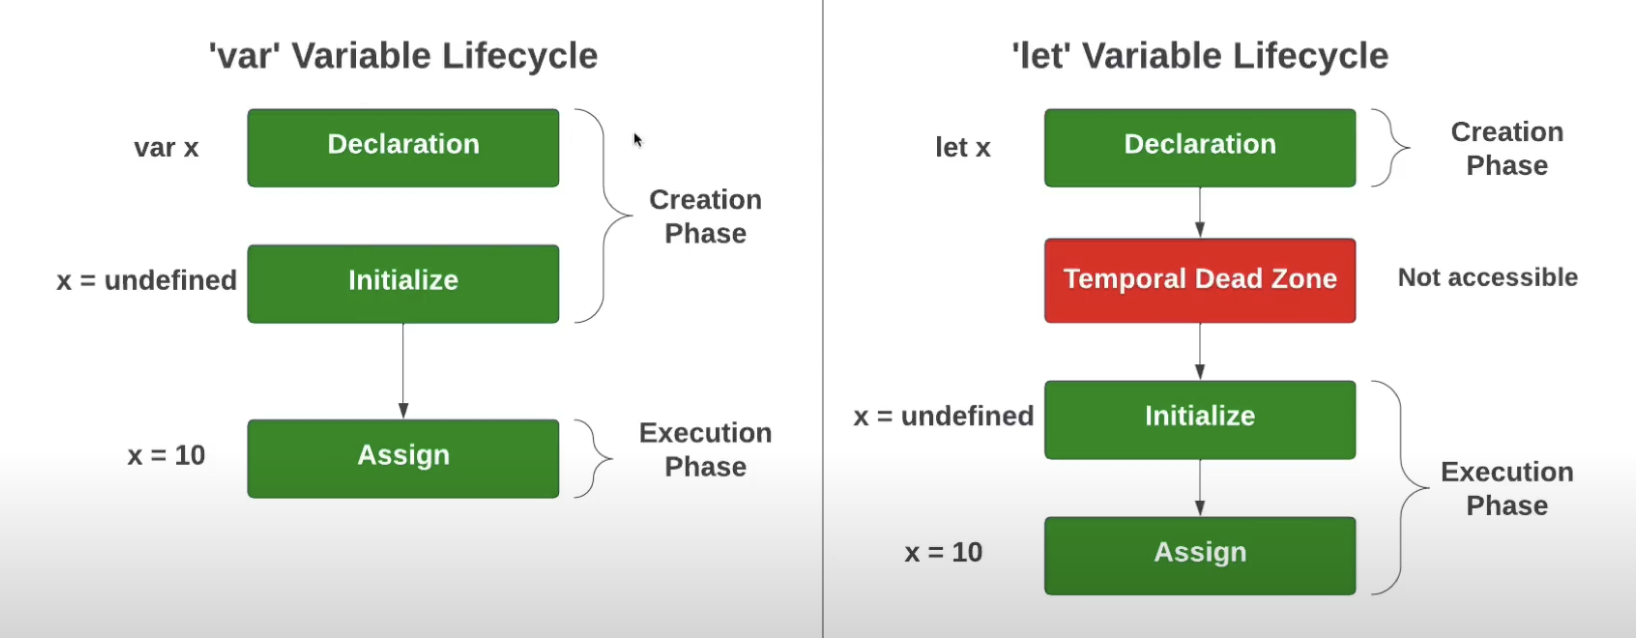 'var' Variable Lifecycle
var x
Declaration
x = undefined
Initialize
Creation
Phase
x = 10
Assign
Execution
Phase
'let' Variable Lifecycle
let x
Declaration
Creation
Phase
Temporal Dead Zone
Not accessible
x = undefined
Initialize
x = 10
Assign
Execution
Phase